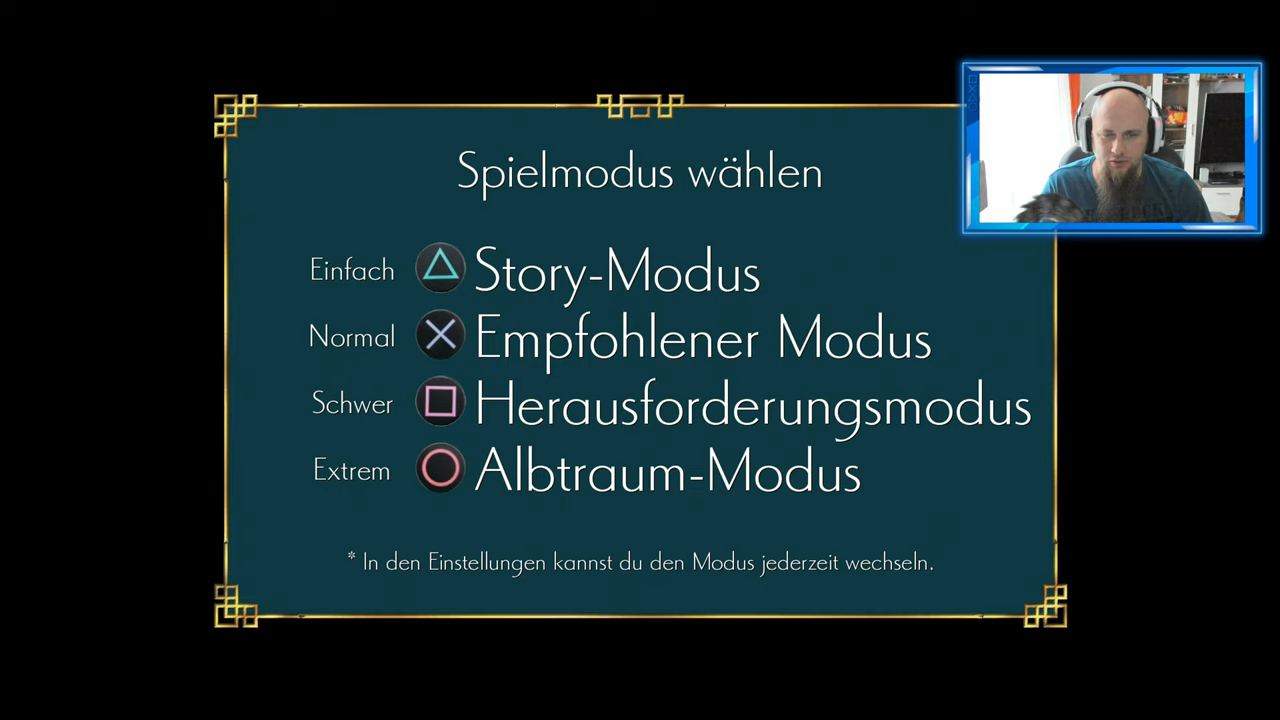 Spielmodus wählen
Einfach Story-Modus
Normal Empfohlener Modus
Schwer Herausforderungsmodus
Extrem Albtraum-Modus
* In den Einstellungen kannst du den Modus jederzeit wechseln.